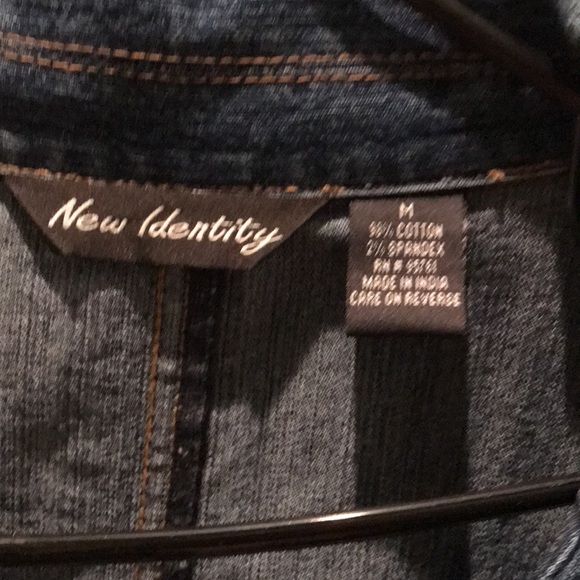 New Identity
M
98% COTTON
2% SPANDEX
RN #
MADE IN INDIA
CARE ON REVERSE